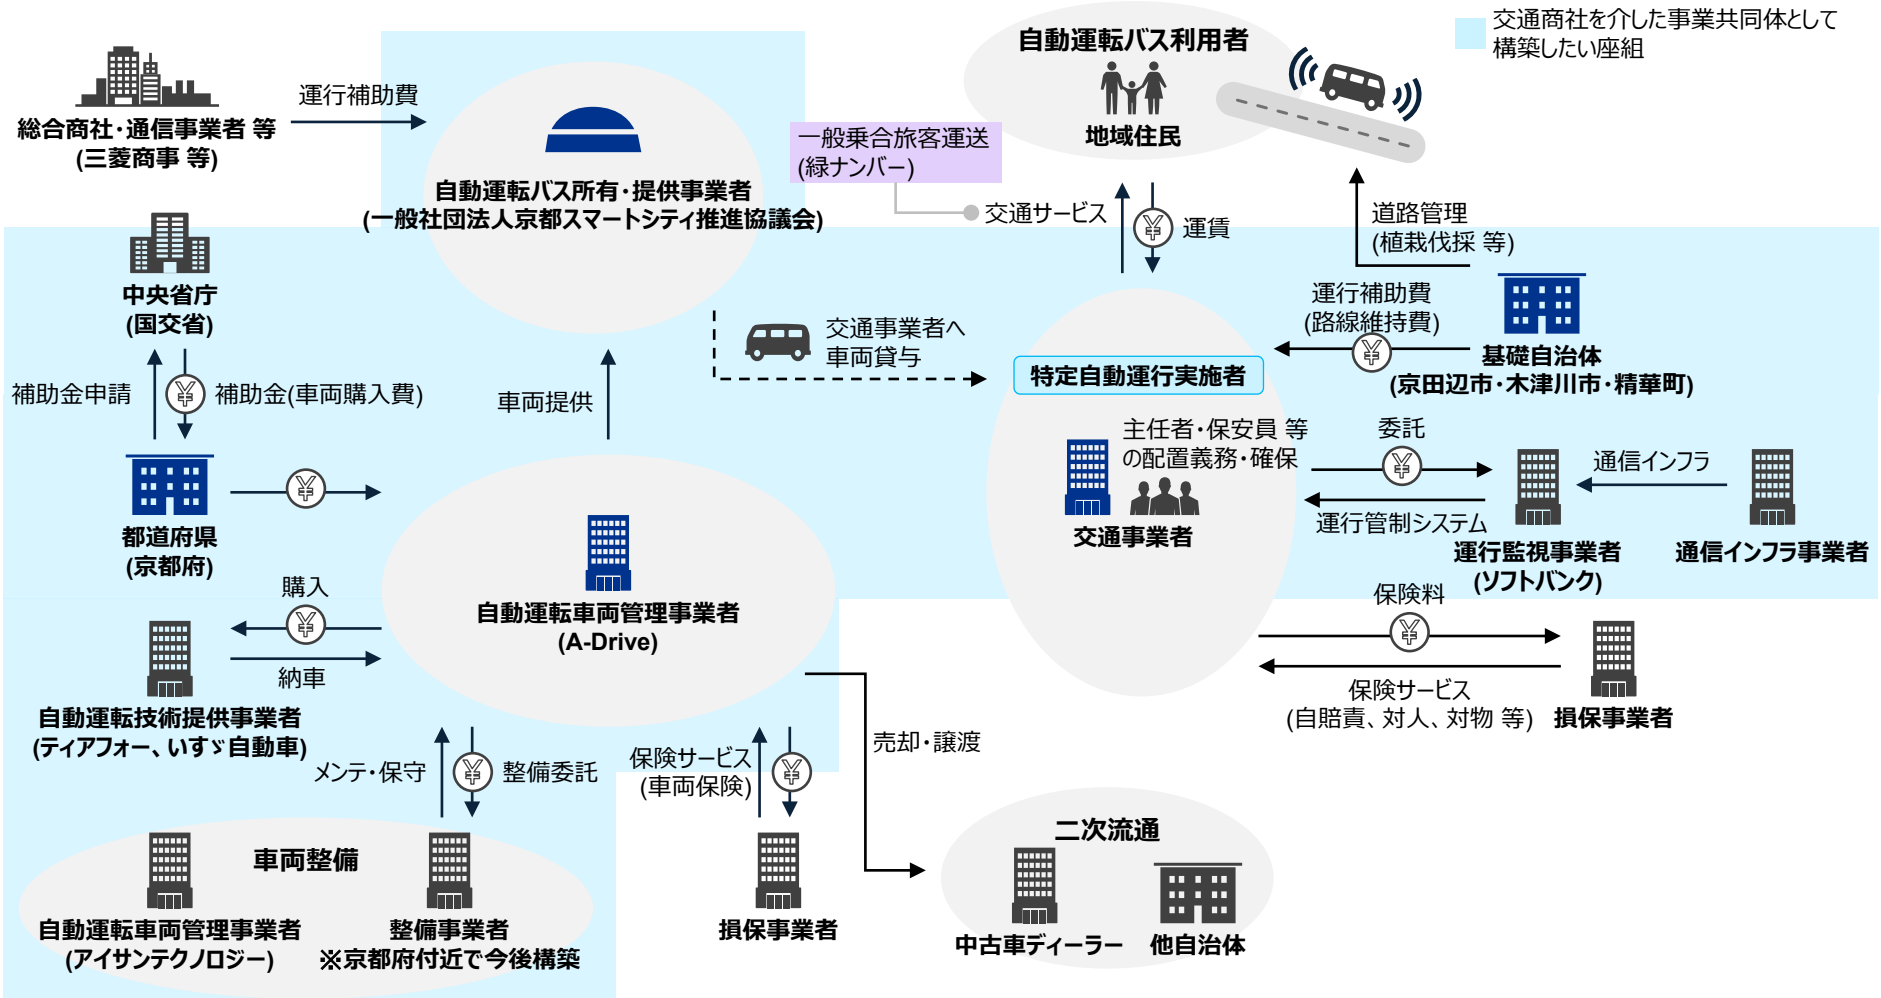 交通商社を介した事業共同体として
構築したい座組
自動運転バス利用者
地域住民
運行補助費
総合商社・通信事業者 等
(三菱商事 等)
自動運転バス所有・提供事業者
(一般社団法人京都スマートシティ推進協議会)
一般乗合旅客運送
(緑ナンバー)
交通サービス
運賃
道路管理
(植栽伐採 等)
中央省庁
(国交省)
補助金申請
補助金(車両購入費)
車両提供
交通事業者へ
車両貸与
運行補助費
(路線維持費)
基礎自治体
(京田辺市・木津川市・精華町)
特定自動運行実施者
主任者・保安員 等
の配置義務・確保
交通事業者
委託
運行管制システム
通信インフラ
運行監視事業者
(ソフトバンク)
通信インフラ事業者
都道府県
(京都府)
購入
納車
自動運転車両管理事業者
(A-Drive)
自動運転技術提供事業者
(ティアフォー、いすゞ自動車)
保険料
保険サービス
(自賠責、対人、対物 等)
損保事業者
メンテ・保守
整備委託
保険サービス
(車両保険)
売却・譲渡
車両整備
自動運転車両管理事業者
(アイサンテクノロジー)
整備事業者
※京都府付近で今後構築
損保事業者
二次流通
中古車ディーラー
他自治体